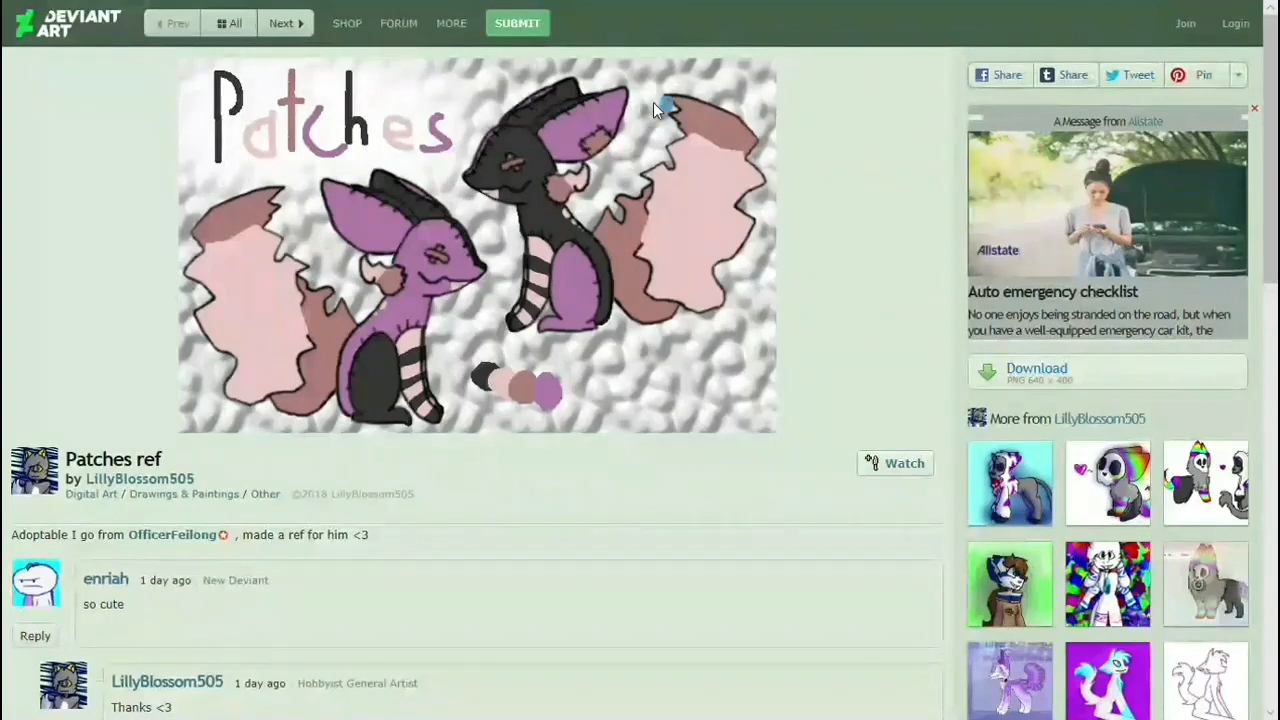 DEVIANT
ART
Prev
All
Next
SHOP
FORUM
MORE
SUBMIT
Join
Login
Patches
Share
Share
Tweet
Pin
A Message from Allstate
Allstate
Auto emergency checklist
No one enjoys being stranded on the road, but when
you have a well-equipped emergency car kit, the
Download
PNG 640 × 400
More from LillyBlossom505
Patches ref
by LillyBlossom505
Digital Art / Drawings & Paintings / Other ©2018 LillyBlossom505
Watch
Adoptable I go from OfficerFeilong , made a ref for him <3
enriah 1 day ago New Deviant
so cute
Reply
LillyBlossom505 1 day ago Hobbyist General Artist
Thanks <3